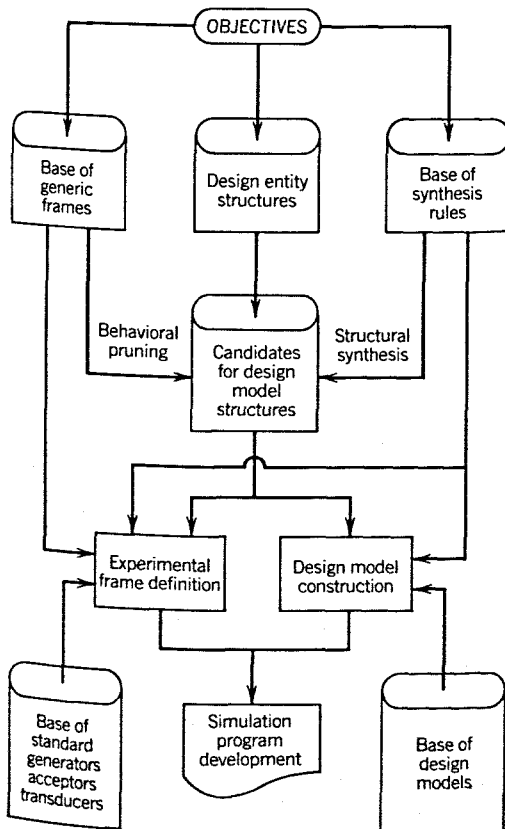 OBJECTIVES
Base of
generic
frames
Design entity
structures
Base of
synthesis
rules
Behavioral
pruning
Candidates
for design
model
structures
Structural
synthesis
Experimental
frame definition
Design model
construction
Base of
standard
generators
acceptors
transducers
Simulation
program
development
Base of
design
models